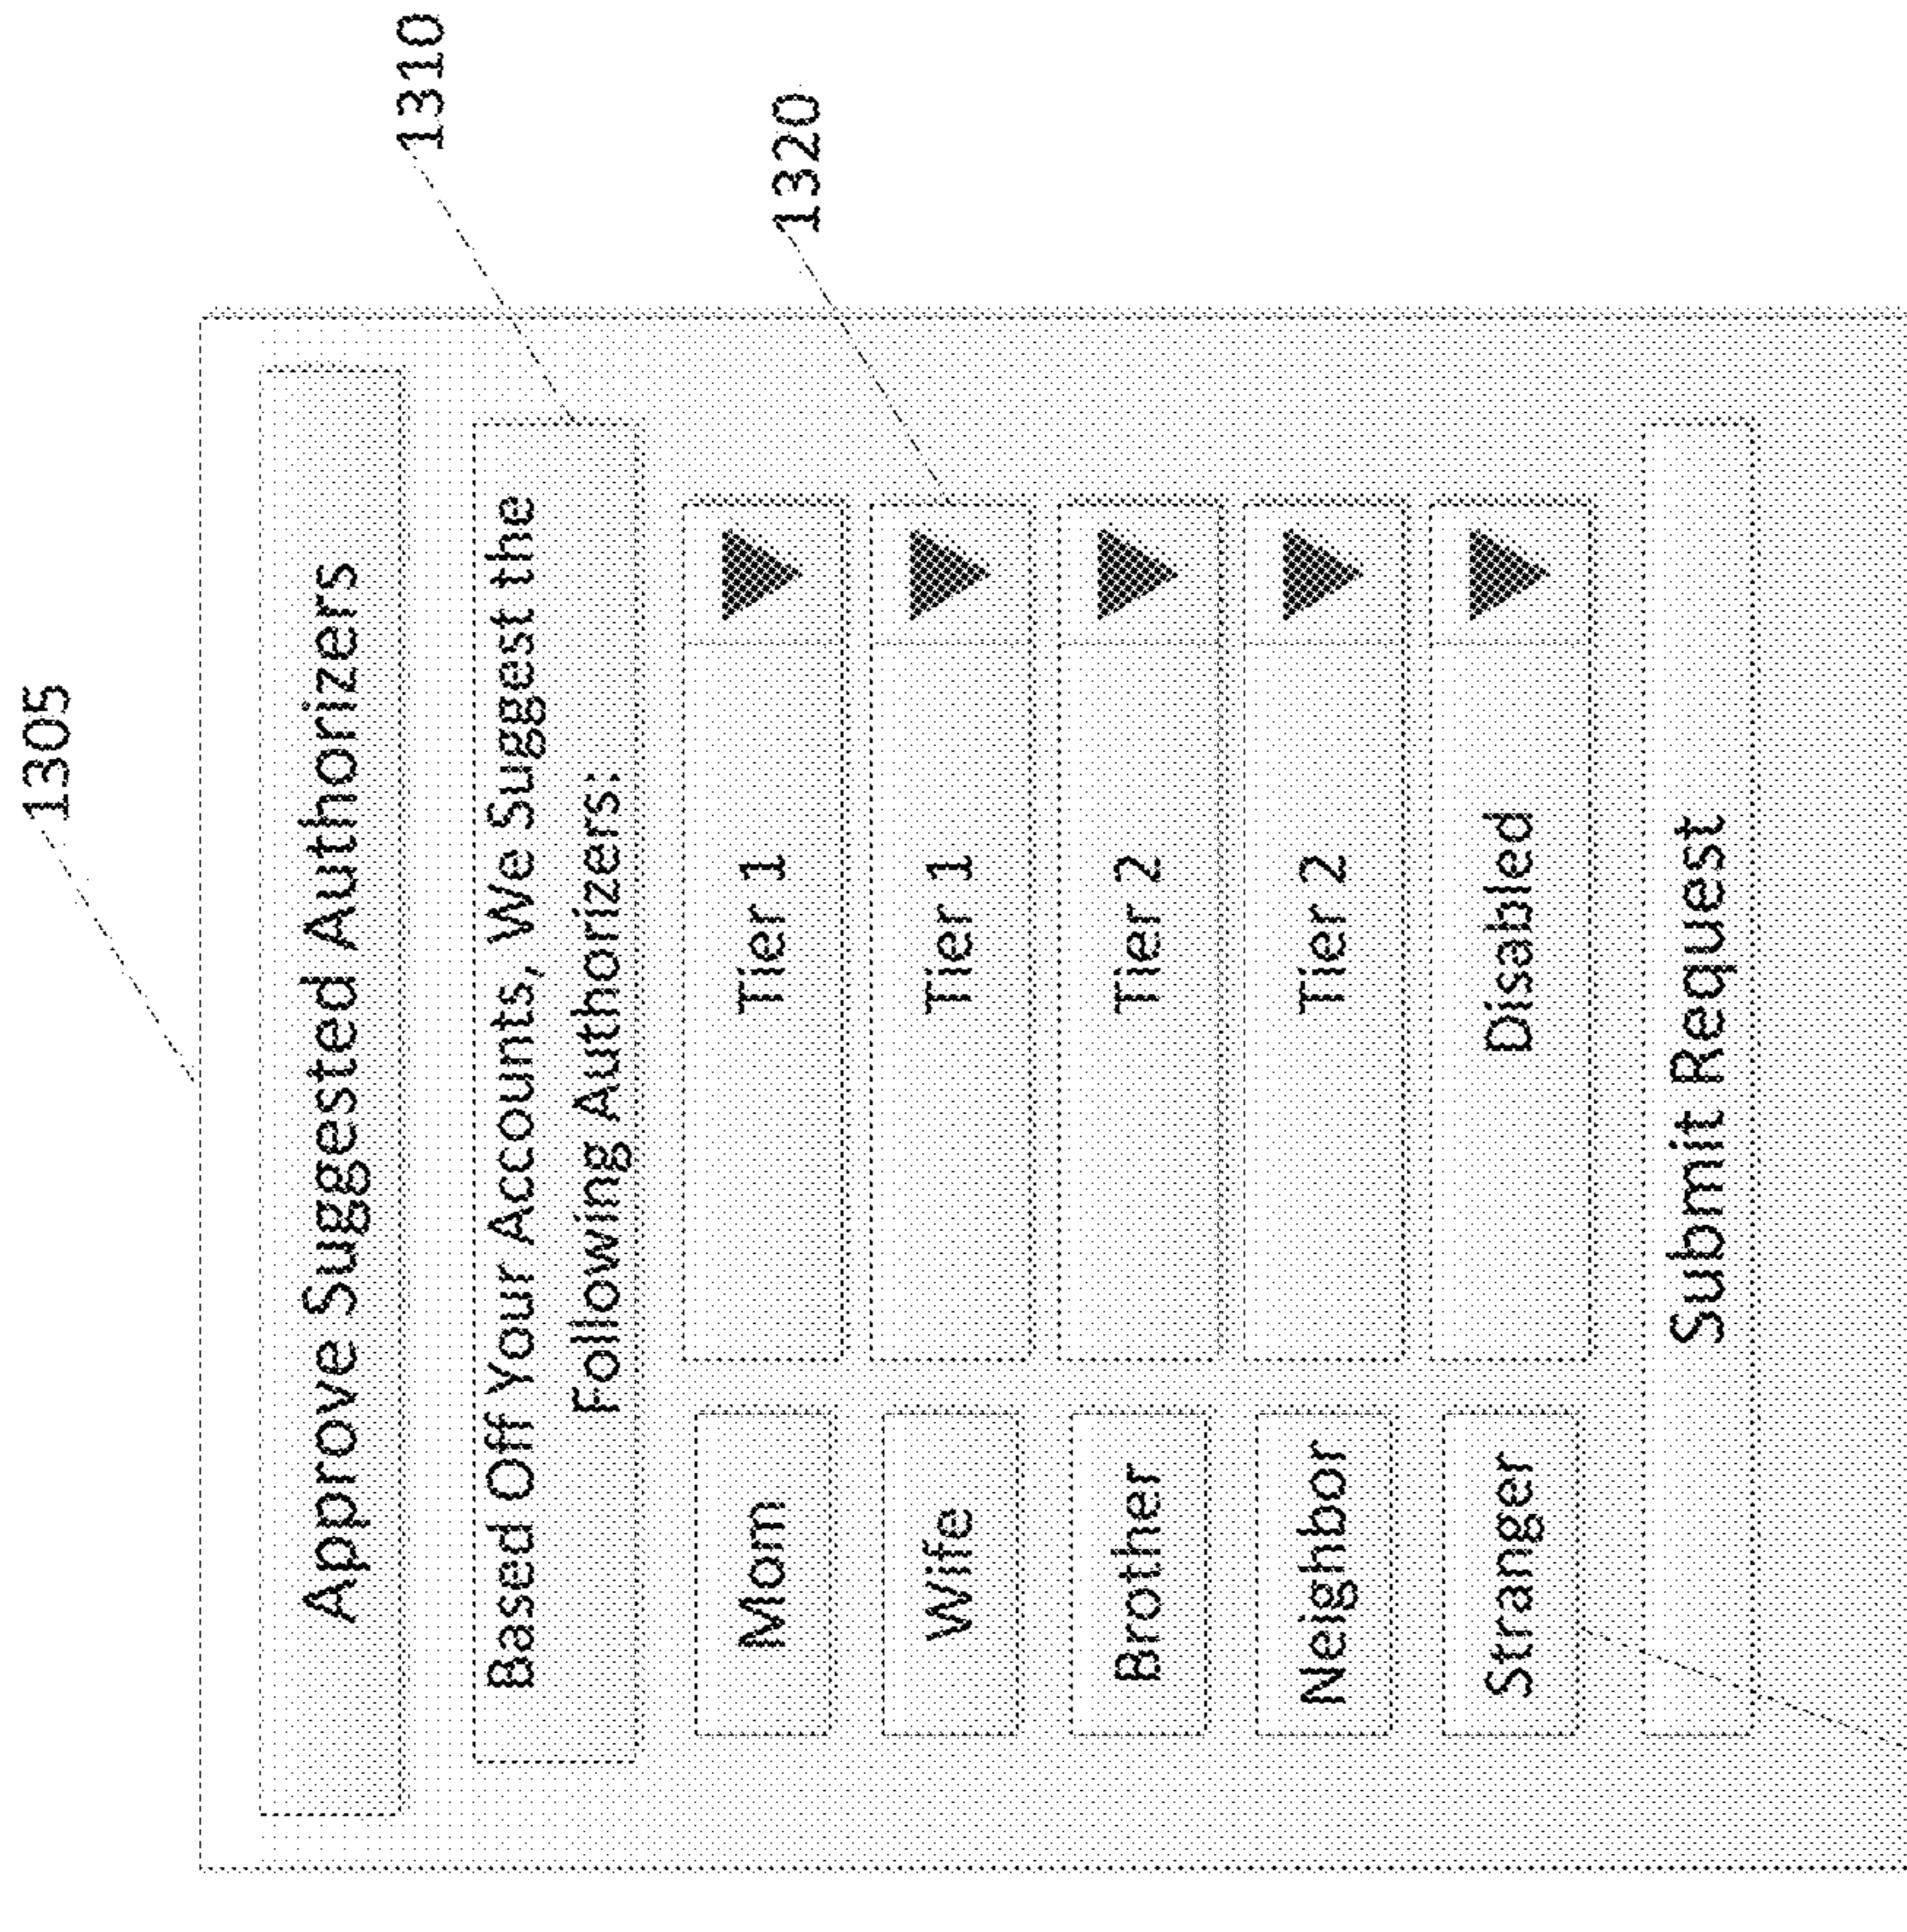 1305
Approve Suggested Authorizers
1310
Based Off Your Accounts, We Suggest the
Following Authorizers:
1320
Mom Tier 1
Wife Tier 1
Brother Tier 2
Neighbor Tier 2
Stranger Disabled
Submit Request